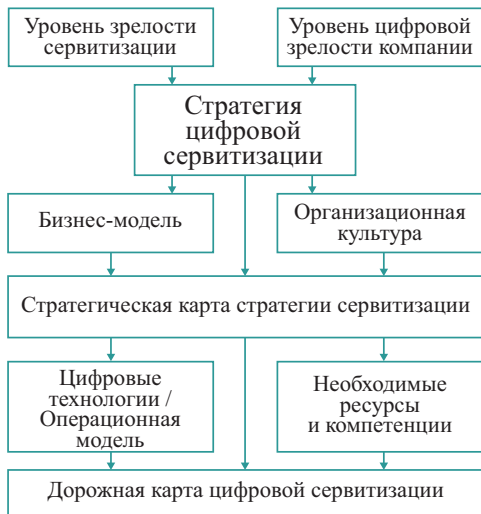 Уровень зрелости
сервитизации
Уровень цифровой
зрелости компании
Стратегия
цифровой
сервитизации
Бизнес-модель
Организационная
культура
Стратегическая карта стратегии сервитизации
Цифровые
технологии /
Операционная
модель
Необходимые
ресурсы
и компетенции
Дорожная карта цифровой сервитизации